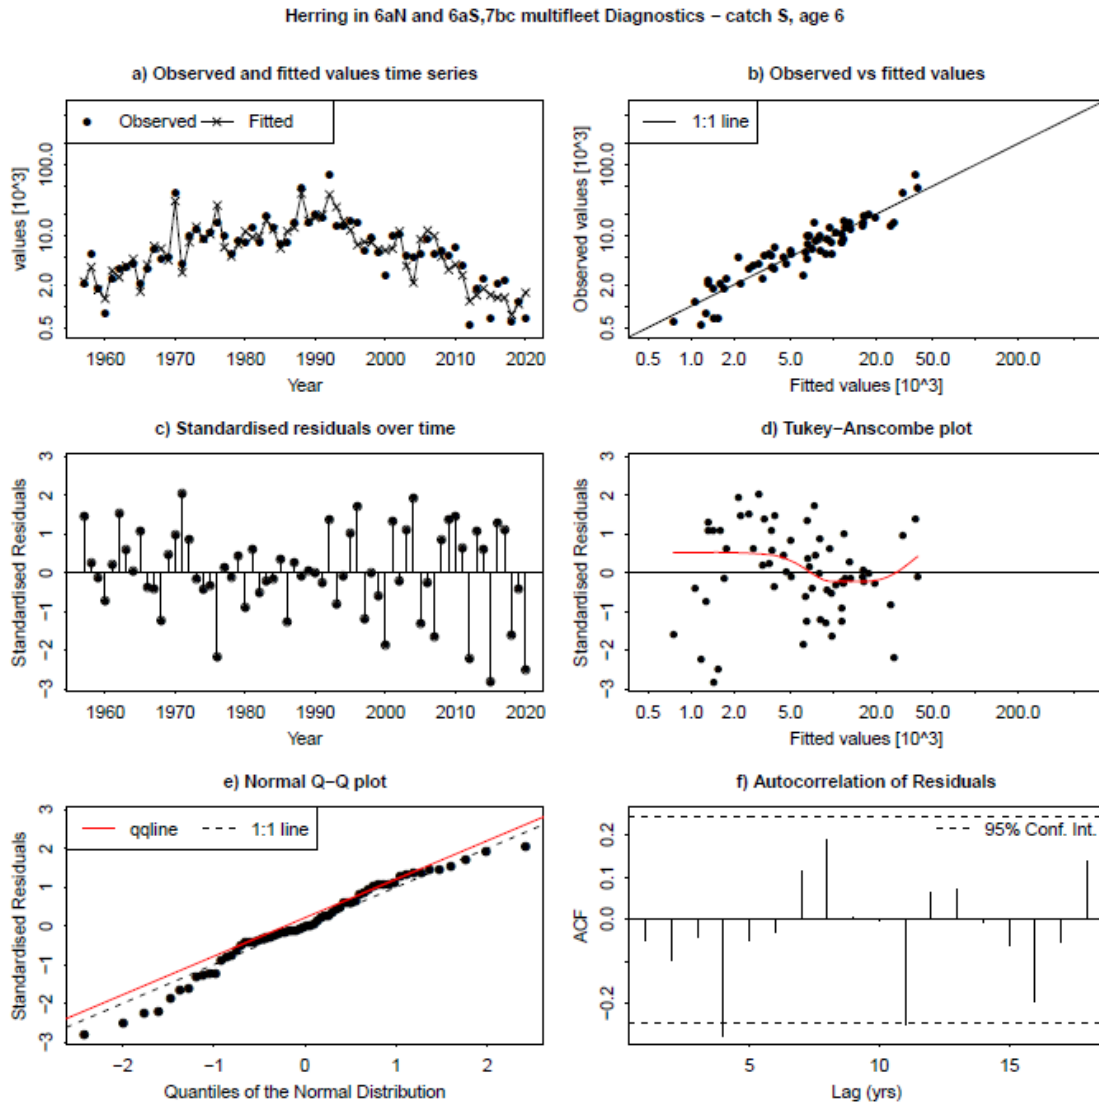 Herring in 6aN and 6aS,7bc multifleet Diagnostics − catch S, age 6
a) Observed and fitted values time series
values [10^3]
0.5 2.0 10.0 100.0
Observed Fitted
1960 1970 1980 1990 2000 2010 2020
Year
b) Observed vs fitted values
Observed values [10^3]
0.5 2.0 10.0 100.0
1:1 line
0.5 1.0 2.0 5.0 20.0 50.0 200.0
Fitted values [10^3]
c) Standardised residuals over time
Standardised Residuals
−3 −2 −1 0 1 2 3
1960 1970 1980 1990 2000 2010 2020
Year
d) Tukey−Anscombe plot
Standardised Residuals
−3 −2 −1 0 1 2 3
0.5 1.0 2.0 5.0 20.0 50.0 200.0
Fitted values [10^3]
e) Normal Q−Q plot
Standardised Residuals
−3 −2 −1 0 1 2 3
qqline 1:1 line
−2 −1 0 1 2
Quantiles of the Normal Distribution
f) Autocorrelation of Residuals
ACF
−0.2 0.0 0.1 0.2
95% Conf. Int.
5 10 15
Lag (yrs)